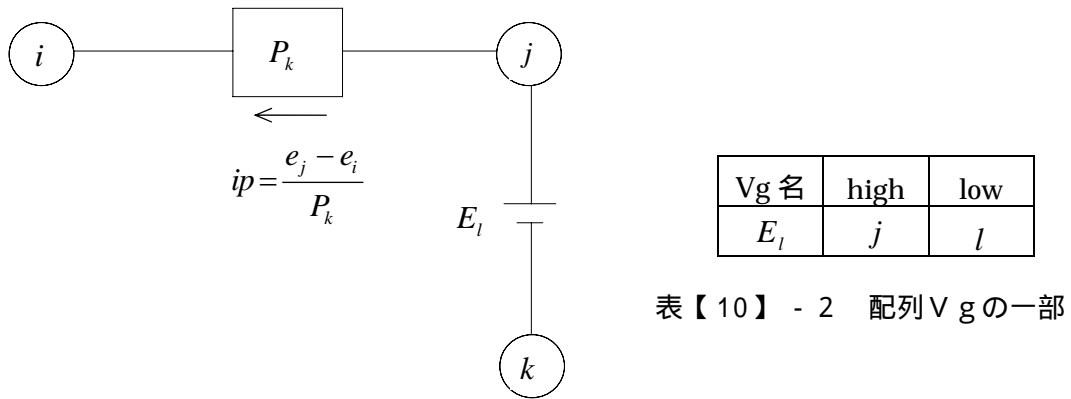 i
P_k
j
ip = \frac{e_j - e_i}{P_k}
E_l
k
Vg 名 high low
E_l j l
表【10】 - 2 配列Ｖｇの一部